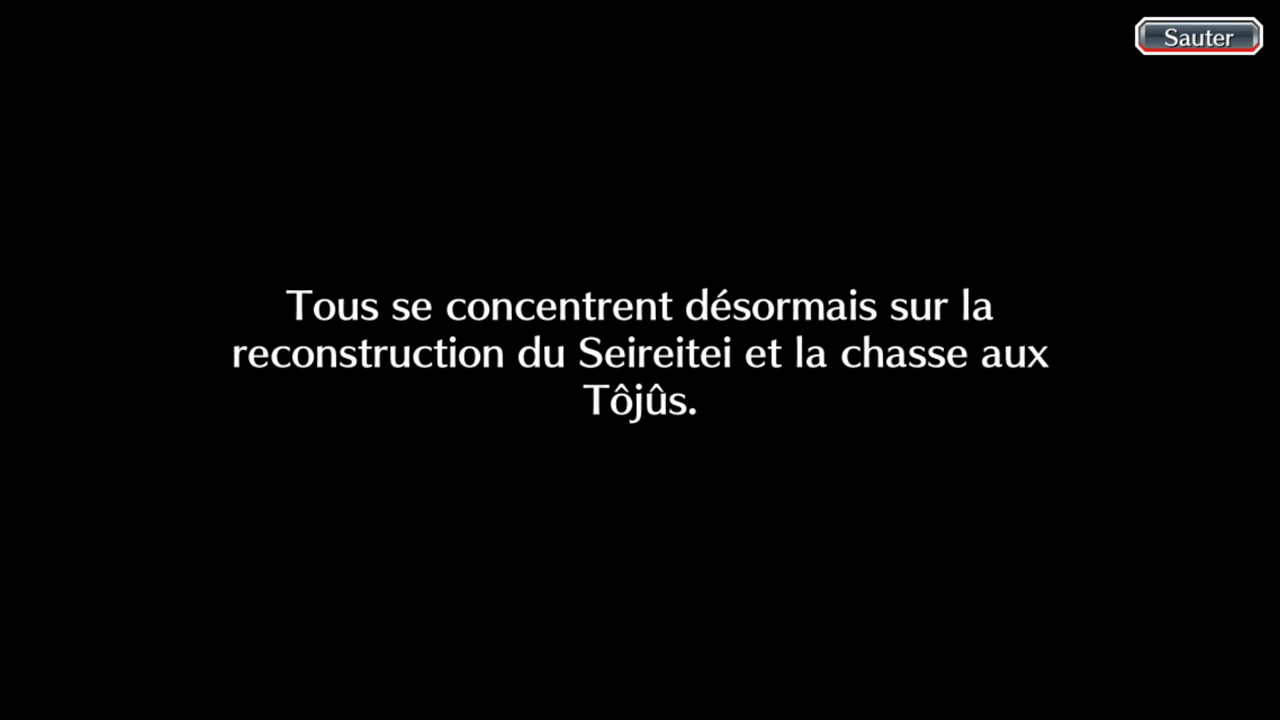 Sauter
Tous se concentrent désormais sur la
reconstruction du Seireitei et la chasse aux
Tôjûs.